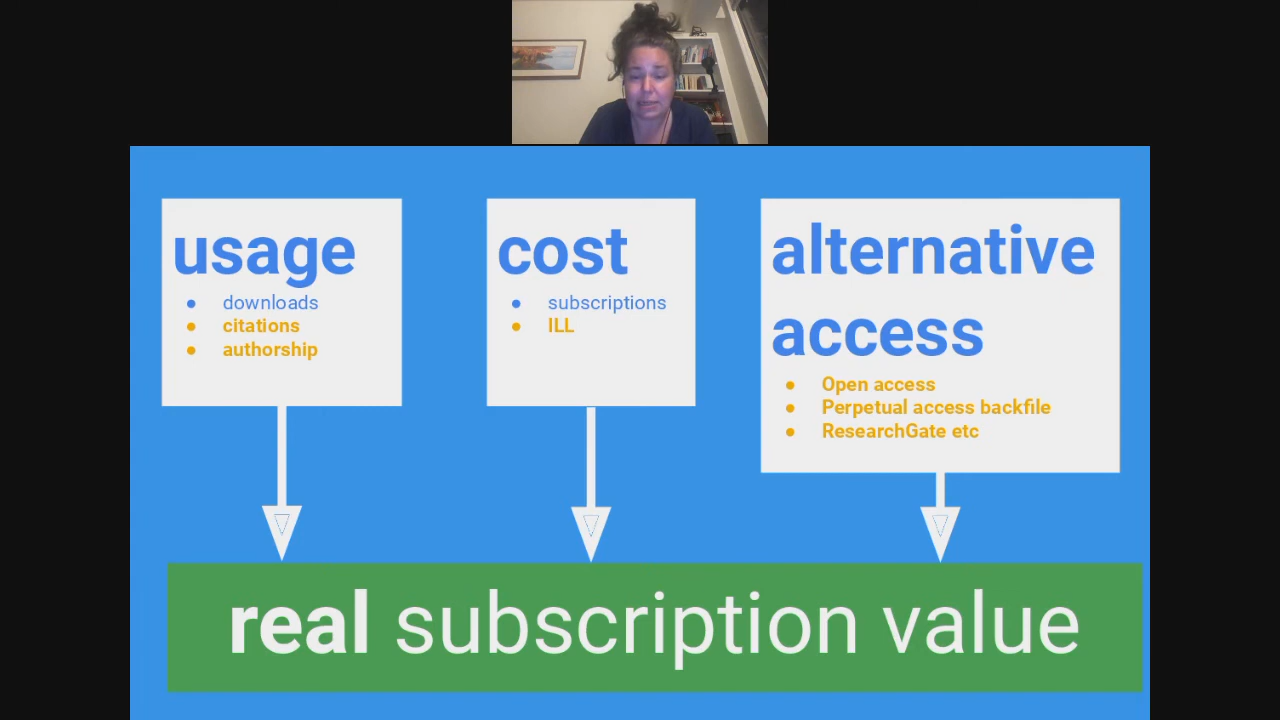 usage
downloads
citations
authorship
cost
subscriptions
ILL
alternative
access
Open access
Perpetual access backfile
ResearchGate etc
real subscription value